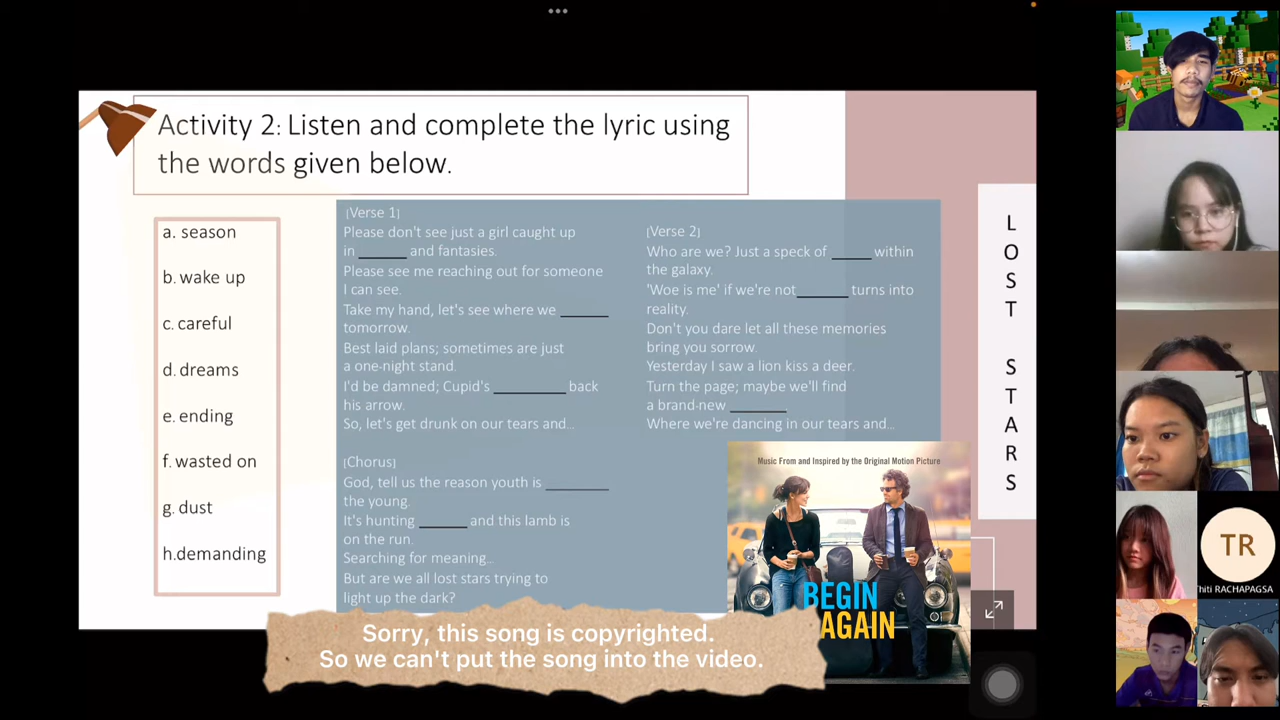 Activity 2: Listen and complete the lyric using
the words given below.
a. season
b. wake up
c. careful
d. dreams
e. ending
f. wasted on
g. dust
h.demanding
[Verse 1]
Please don't see just a girl caught up
in ______ and fantasies.
Please see me reaching out for someone
I can see.
Take my hand, let's see where we ______
tomorrow.
Best laid plans; sometimes are just
a one-night stand.
I'd be damned; Cupid's _________ back
his arrow.
So, let's get drunk on our tears and...
[Chorus]
God, tell us the reason youth is ________
the young.
It's hunting ______ and this lamb is
on the run.
Searching for meaning...
But are we all lost stars trying to
light up the dark?
[Verse 2]
Who are we? Just a speck of _____ within
the galaxy.
'Woe is me' if we're not______ turns into
reality.
Don't you dare let all these memories
bring you sorrow.
Yesterday I saw a lion kiss a deer.
Turn the page; maybe we'll find
a brand-new _______
Where we're dancing in our tears and...
LOST STARS
Music From and Inspired by the Original Motion Picture
BEGIN
AGAIN
Sorry, this song is copyrighted.
So we can't put the song into the video.
TR
hiti RACHAPAGSA